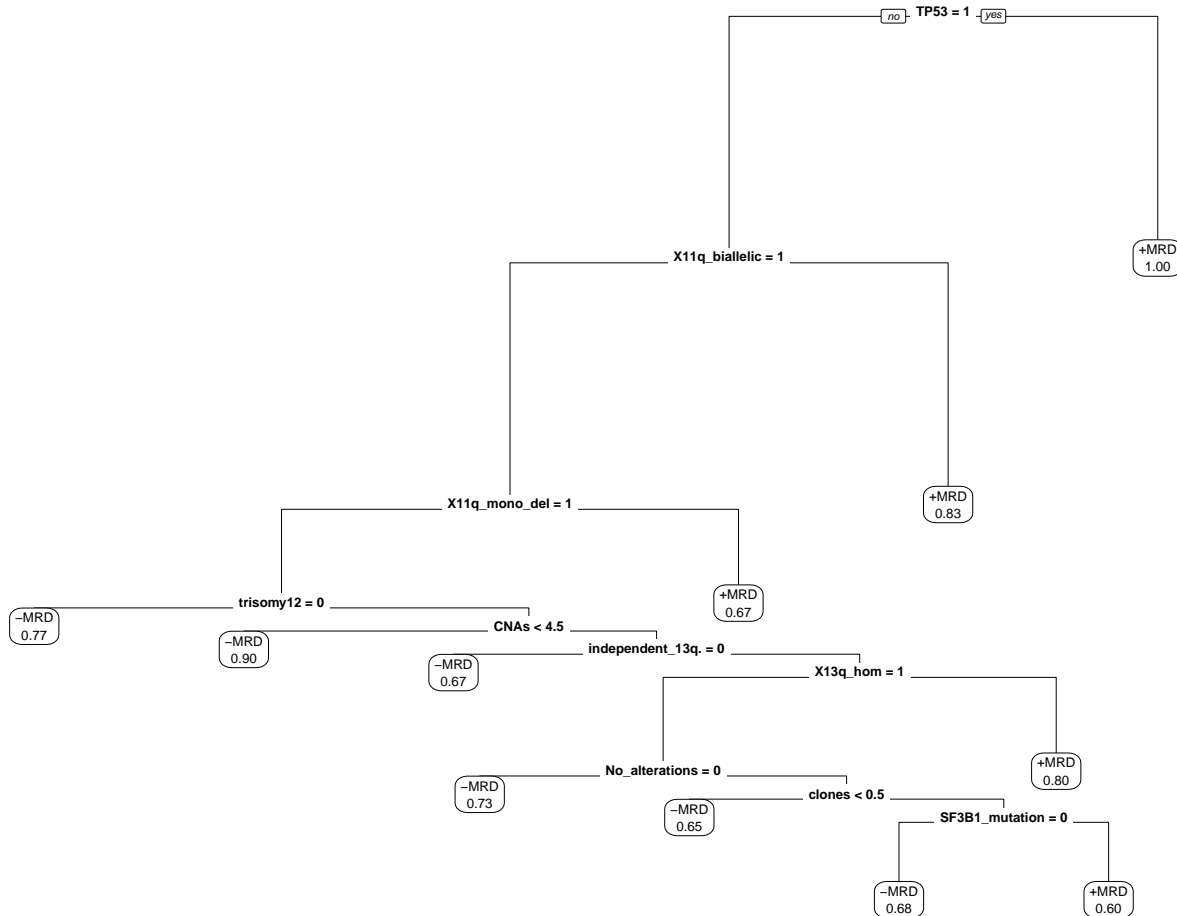 no TP53 = 1 yes
+MRD
1.00
X11q_biallelic = 1
+MRD
0.83
X11q_mono_del = 1
+MRD
0.67
trisomy12 = 0
−MRD
0.77
CNAs < 4.5
−MRD
0.90
independent_13q. = 0
−MRD
0.67
X13q_hom = 1
+MRD
0.80
No_alterations = 0
−MRD
0.73
clones < 0.5
−MRD
0.65
SF3B1_mutation = 0
−MRD
0.68
+MRD
0.60